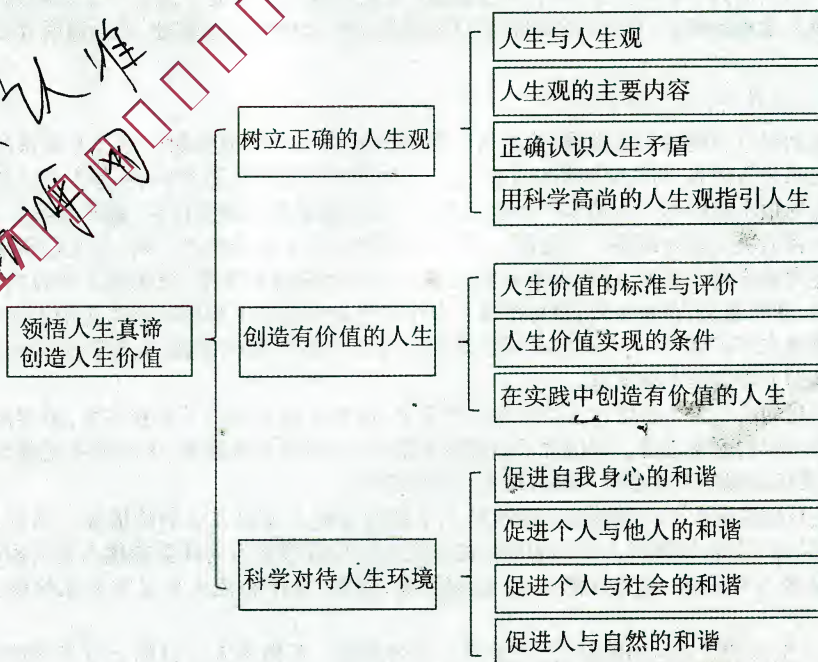 认准
网
树立正确的人生观
人生与人生观
人生观的主要内容
正确认识人生矛盾
用科学高尚的人生观指引人生
领悟人生真谛
创造人生价值
创造有价值的人生
人生价值的标准与评价
人生价值实现的条件
在实践中创造有价值的人生
科学对待人生环境
促进自我身心的和谐
促进个人与他人的和谐
促进个人与社会的和谐
促进人与自然的和谐